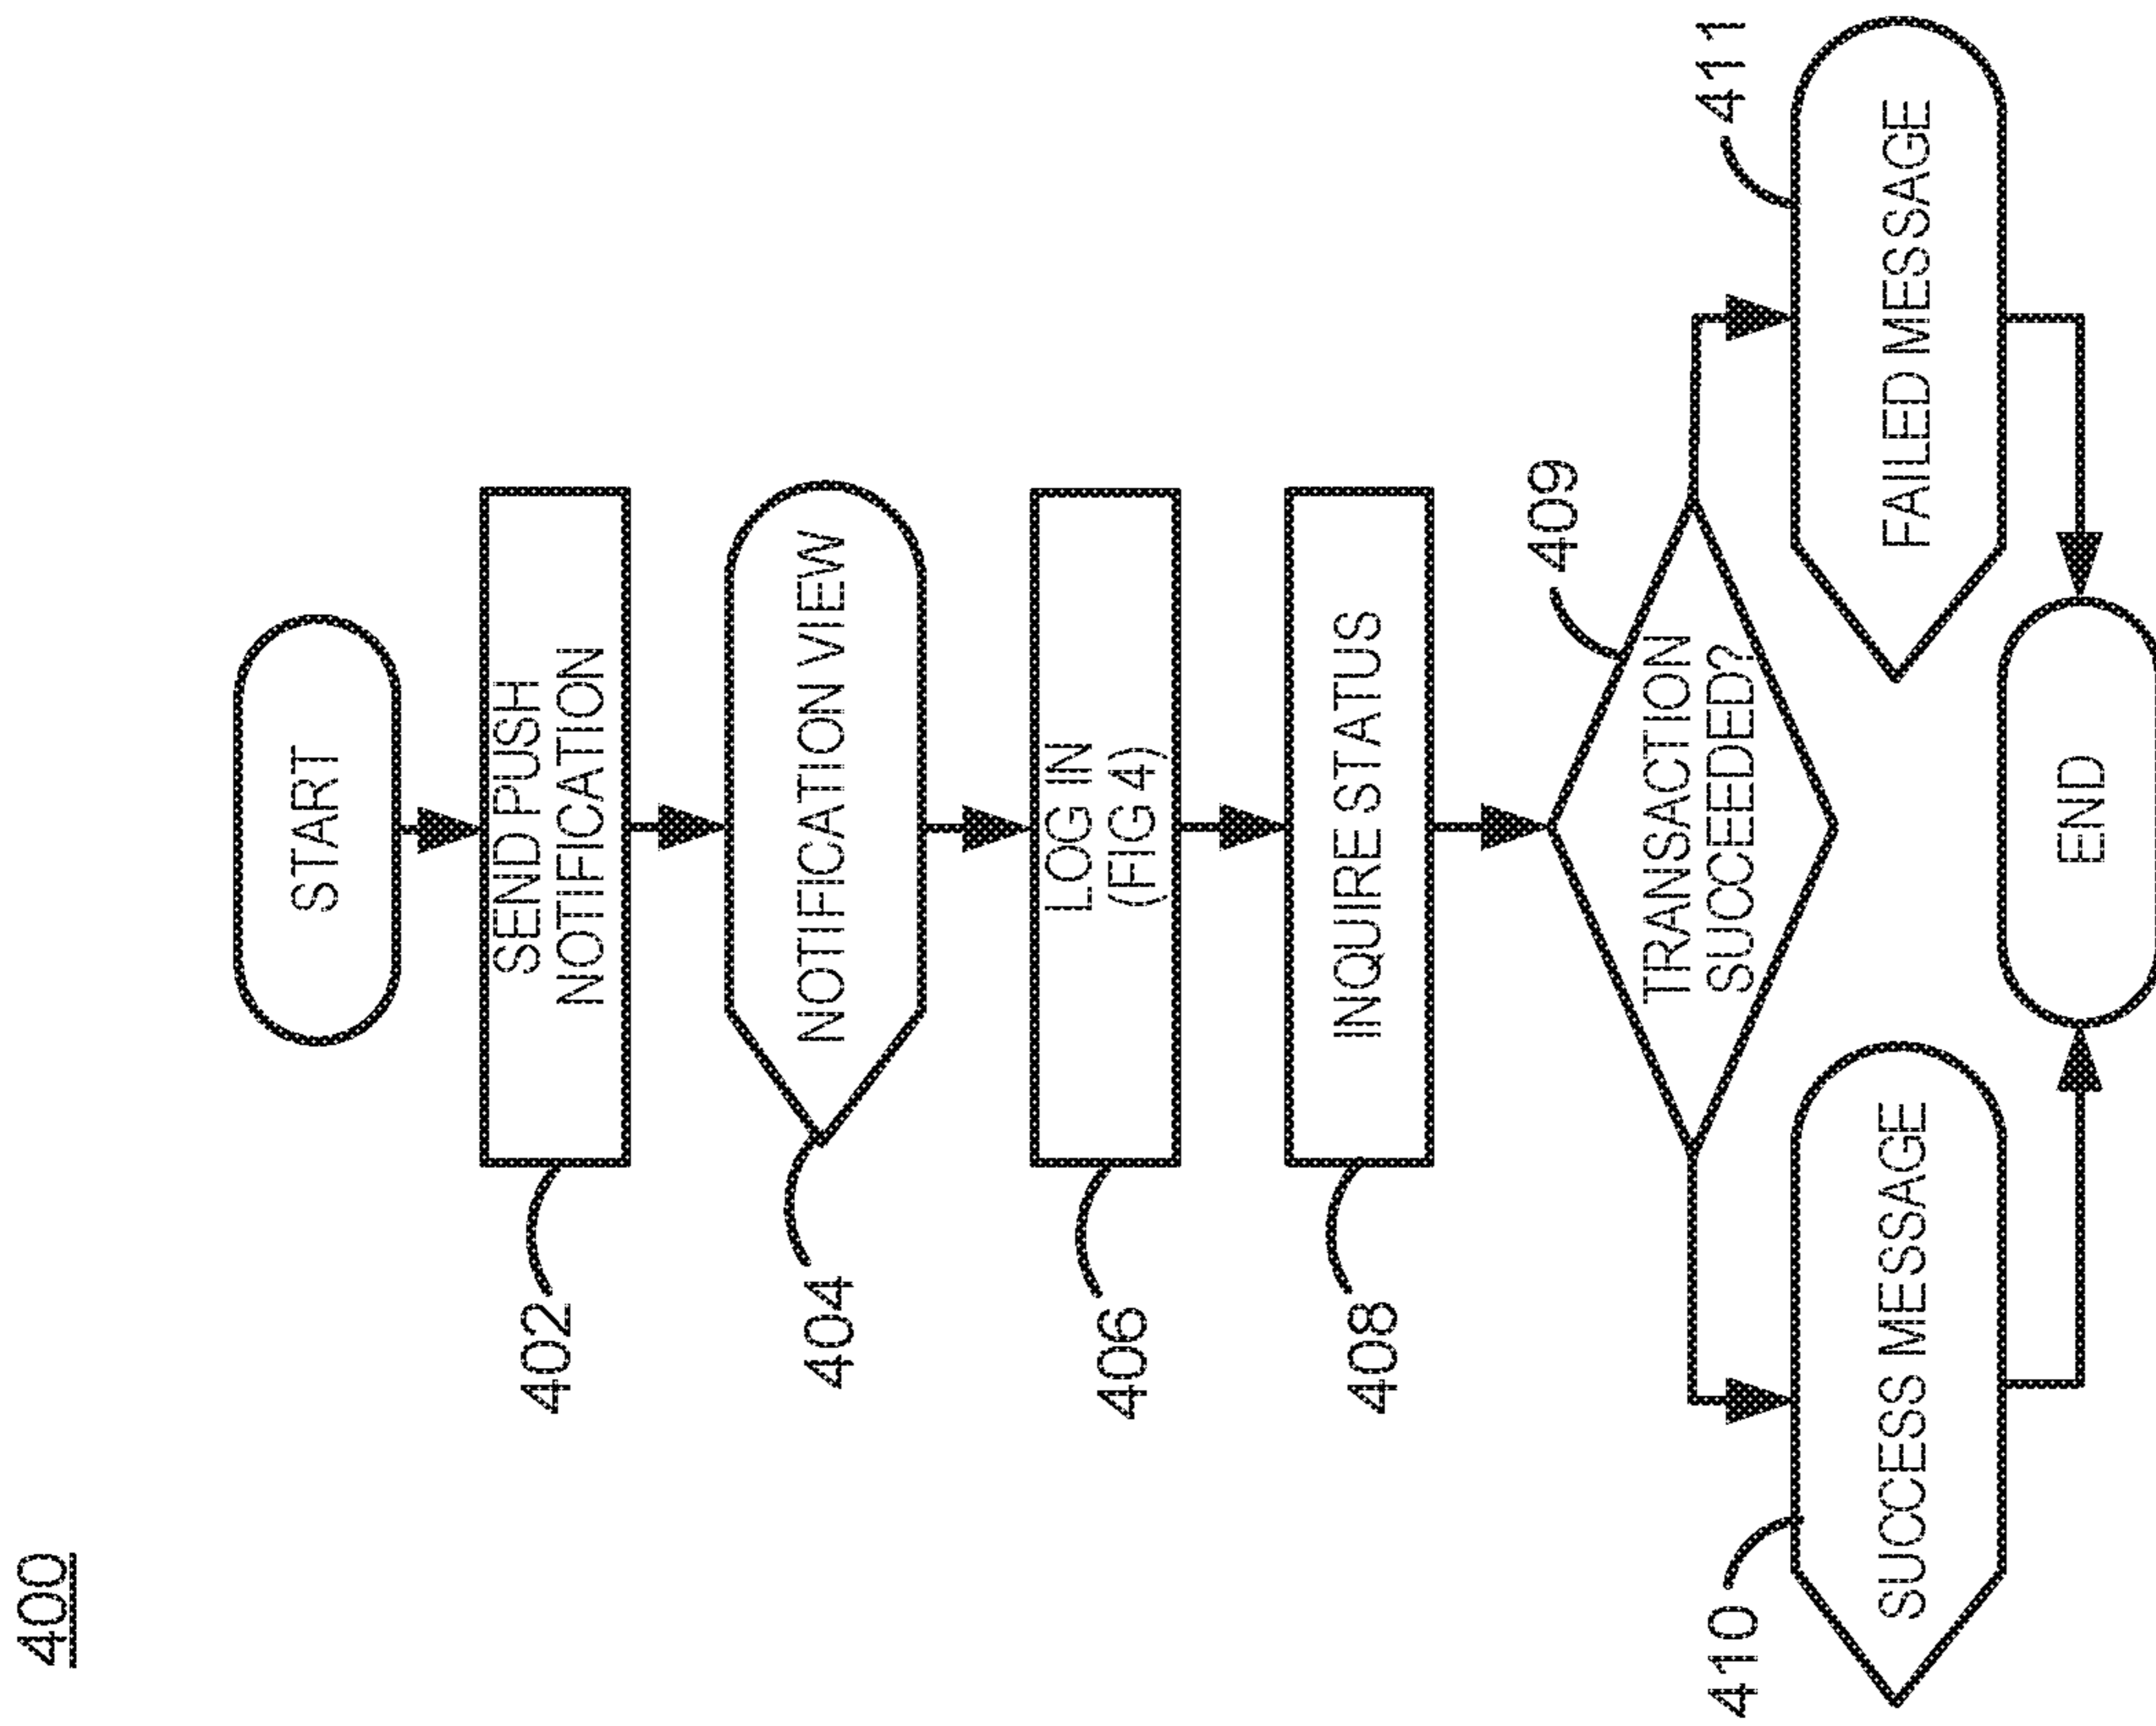 400
START
402
SEND PUSH
NOTIFICATION
404
NOTIFICATION VIEW
406
LOG IN
(FIG 4)
408
INQUIRE STATUS
409
TRANSACTION
SUCCEEDED?
410
SUCCESS MESSAGE
411
FAILED MESSAGE
END